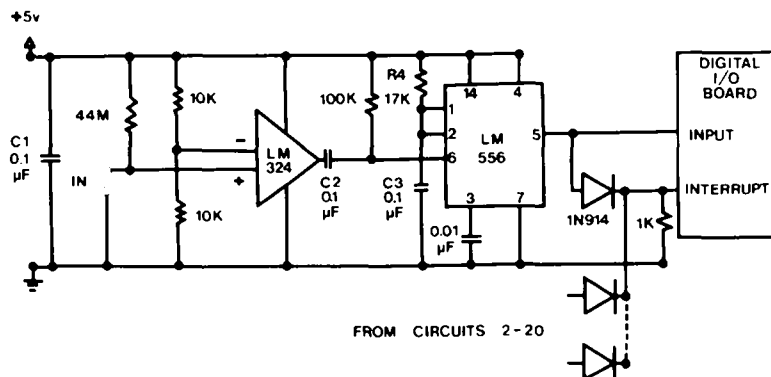 +5v
C1
0.1
µF
44M
IN
10K
10K
-
+
LM
324
C2
0.1
µF
100K
R4
17K
C3
0.1
µF
14
4
1
2
6
LM
556
5
3
7
0.01
µF
1N914
1K
DIGITAL
I/O
BOARD
INPUT
INTERRUPT
FROM CIRCUITS 2-20